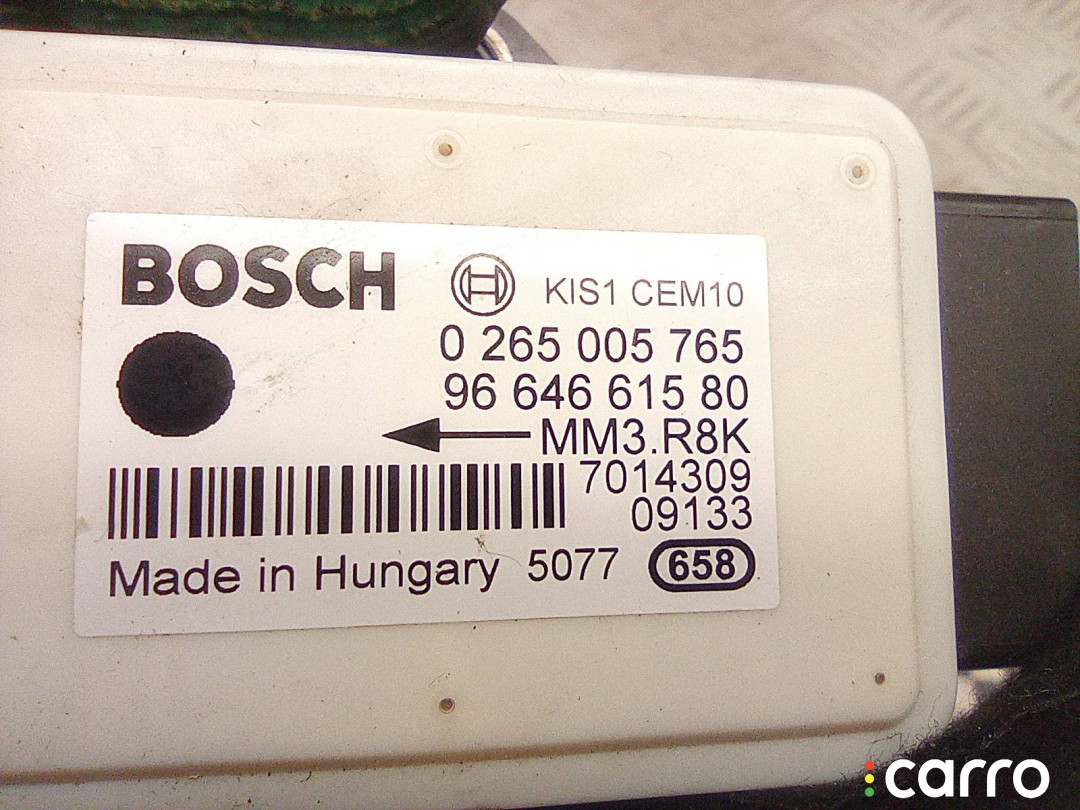 BOSCH KIS1 CEM10
0 265 005 765
96 646 615 80
MM3.R8K
7014309
09133
Made in Hungary 5077 658
carro